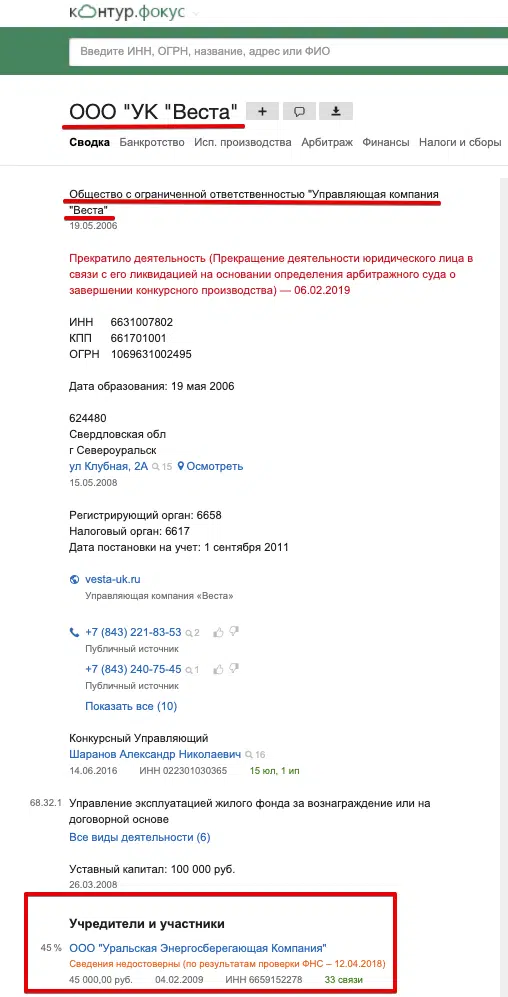 контур.фокус
Введите ИНН, ОГРН, название, адрес или ФИО
ООО "УК "Веста"
Сводка Банкротство Исп. производства Арбитраж Финансы Налоги и сборы
Общество с ограниченной ответственностью "Управляющая компания
"Веста"
19.05.2006
Прекратило деятельность (Прекращение деятельности юридического лица в
связи с его ликвидацией на основании определения арбитражного суда о
завершении конкурсного производства) — 06.02.2019
ИНН 6631007802
КПП 661701001
ОГРН 1069631002495
Дата образования: 19 мая 2006
624480
Свердловская обл
г Североуральск
ул Клубная, 2А 15 Осмотреть
15.05.2008
Регистрирующий орган: 6658
Налоговый орган: 6617
Дата постановки на учет: 1 сентября 2011
vesta-uk.ru
Управляющая компания «Веста»
+7 (843) 221-83-53 2
Публичный источник
+7 (843) 240-75-45 1
Публичный источник
Показать все (10)
Конкурсный Управляющий
Шаранов Александр Николаевич 16
14.06.2016 ИНН 022301030365 15 юл, 1 ип
68.32.1 Управление эксплуатацией жилого фонда за вознаграждение или на
договорной основе
Все виды деятельности (6)
Уставный капитал: 100 000 руб.
26.03.2008
Учредители и участники
45 % ООО "Уральская Энергосберегающая Компания"
Сведения недостоверны (по результатам проверки ФНС – 12.04.2018)
45 000,00 руб. 04.02.2009 ИНН 6659152278 33 связи